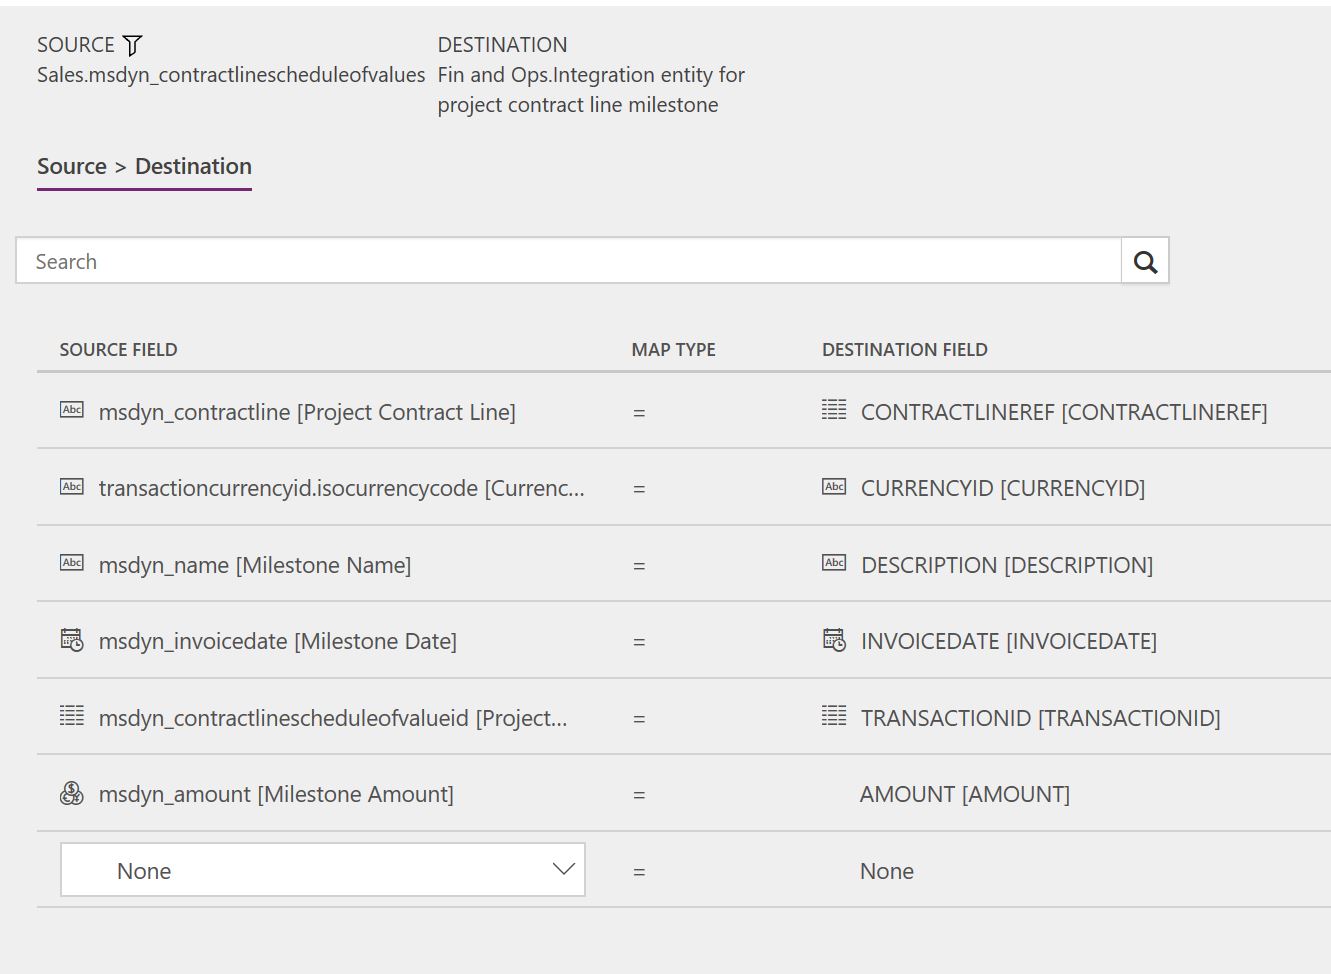 SOURCE
DESTINATION
Sales.msdyn_contractlinescheduleofvalues
Fin and Ops.Integration entity for
project contract line milestone
Source > Destination
Search
SOURCE FIELD MAP TYPE DESTINATION FIELD
Abc msdyn_contractline [Project Contract Line] = CONTRACTLINEREF [CONTRACTLINEREF]
Abc transactioncurrencyid.isocurrencycode [Currenc... = Abc CURRENCYID [CURRENCYID]
Abc msdyn_name [Milestone Name] = Abc DESCRIPTION [DESCRIPTION]
msdyn_invoicedate [Milestone Date] = INVOICEDATE [INVOICEDATE]
msdyn_contractlinescheduleofvalueid [Project... = TRANSACTIONID [TRANSACTIONID]
msdyn_amount [Milestone Amount] = AMOUNT [AMOUNT]
None = None